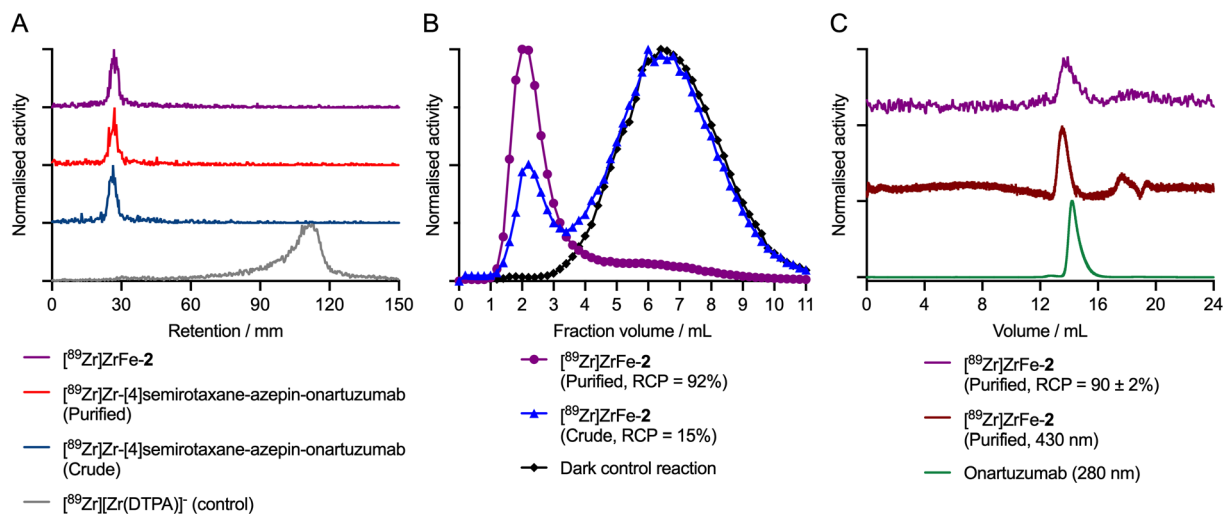 A
Normalised activity
0 30 60 90 120 150
Retention / mm
[⁸⁹Zr]ZrFe-2
[⁸⁹Zr]Zr-[4]semirotaxane-azepin-onartuzumab
(Purified)
[⁸⁹Zr]Zr-[4]semirotaxane-azepin-onartuzumab
(Crude)
[⁸⁹Zr][Zr(DTPA)]⁻ (control)
B
Normalised activity
0 1 2 3 4 5 6 7 8 9 10 11
Fraction volume / mL
[⁸⁹Zr]ZrFe-2
(Purified, RCP = 92%)
[⁸⁹Zr]ZrFe-2
(Crude, RCP = 15%)
Dark control reaction
C
Normalised activity
0 4 8 12 16 20 24
Volume / mL
[⁸⁹Zr]ZrFe-2
(Purified, RCP = 90 ± 2%)
[⁸⁹Zr]ZrFe-2
(Purified, 430 nm)
Onartuzumab (280 nm)